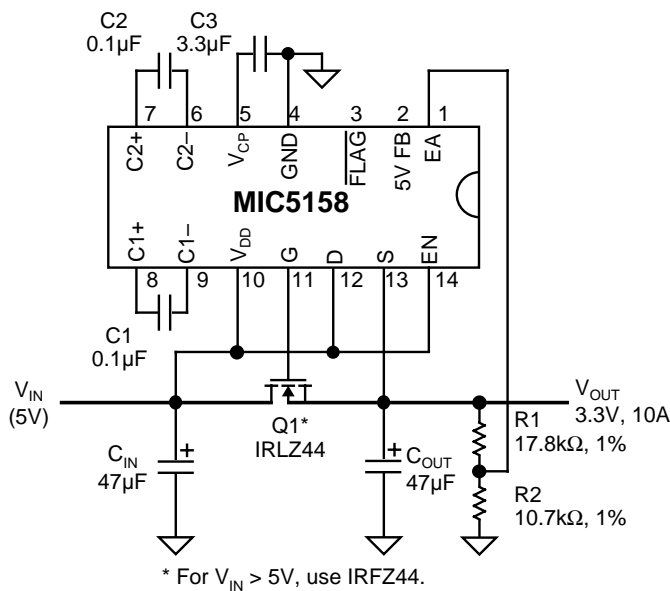 C2
0.1µF
C3
3.3µF
7 6 5 4 3 2 1
C2+ C2– VCP GND FLAG 5V FB EA
MIC5158
C1+ C1– VDD G D S EN
8 9 10 11 12 13 14
C1
0.1µF
VIN
(5V)
VOUT
3.3V, 10A
Q1*
IRLZ44
R1
17.8kΩ, 1%
CIN
47µF
+
COUT
47µF
+
R2
10.7kΩ, 1%
* For VIN > 5V, use IRFZ44.